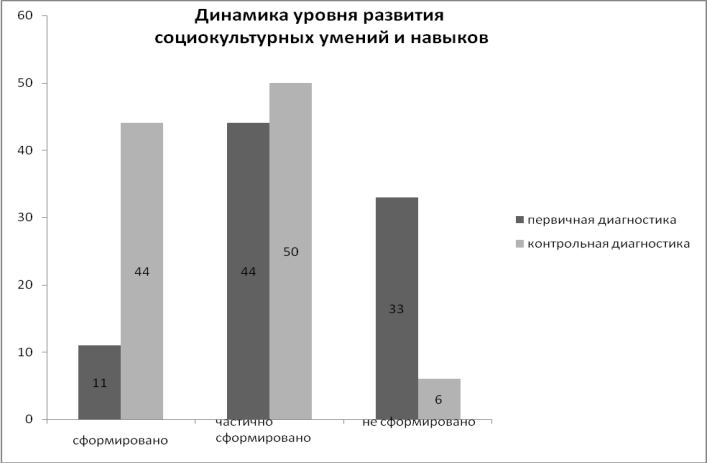 Динамика уровня развития
социокультурных умений и навыков
60
50
40
30
20
10
0
11
44
44
50
33
6
сформировано
частично
сформировано
не сформировано
первичная диагностика
контрольная диагностика